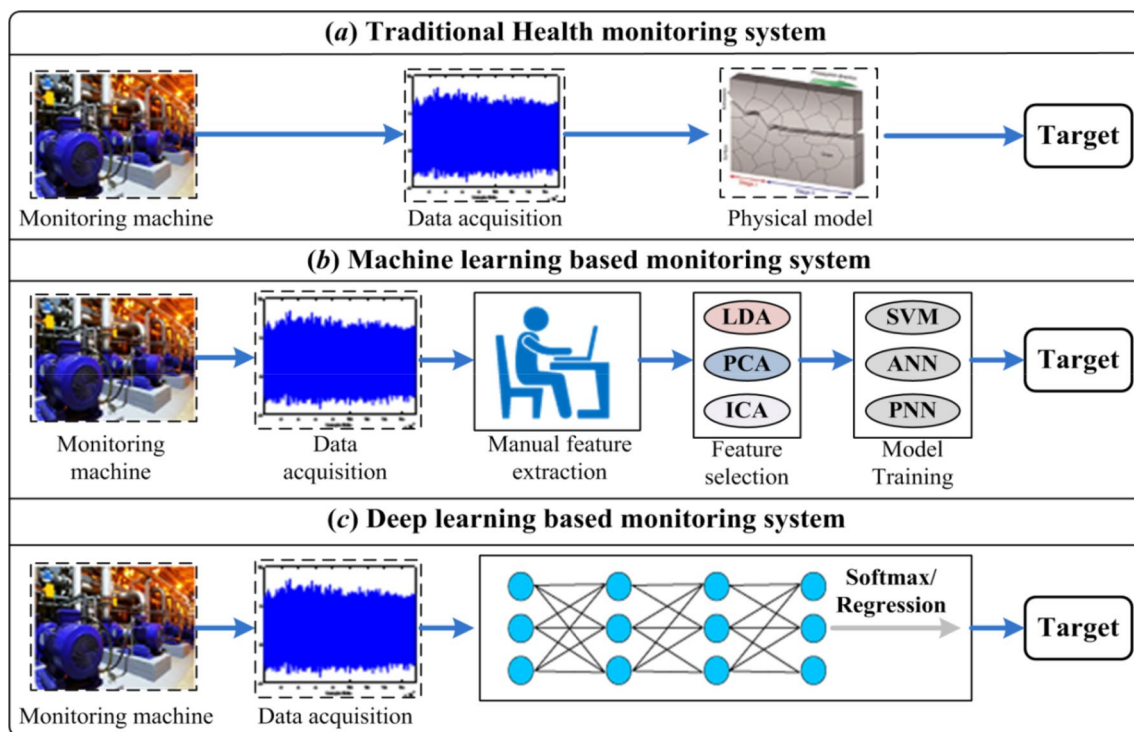 (a) Traditional Health monitoring system
Monitoring machine
Data acquisition
Physical model
Target
(b) Machine learning based monitoring system
Monitoring
machine
Data
acquisition
Manual feature
extraction
LDA
PCA
ICA
Feature
selection
SVM
ANN
PNN
Model
Training
Target
(c) Deep learning based monitoring system
Monitoring machine
Data acquisition
Softmax/
Regression
Target